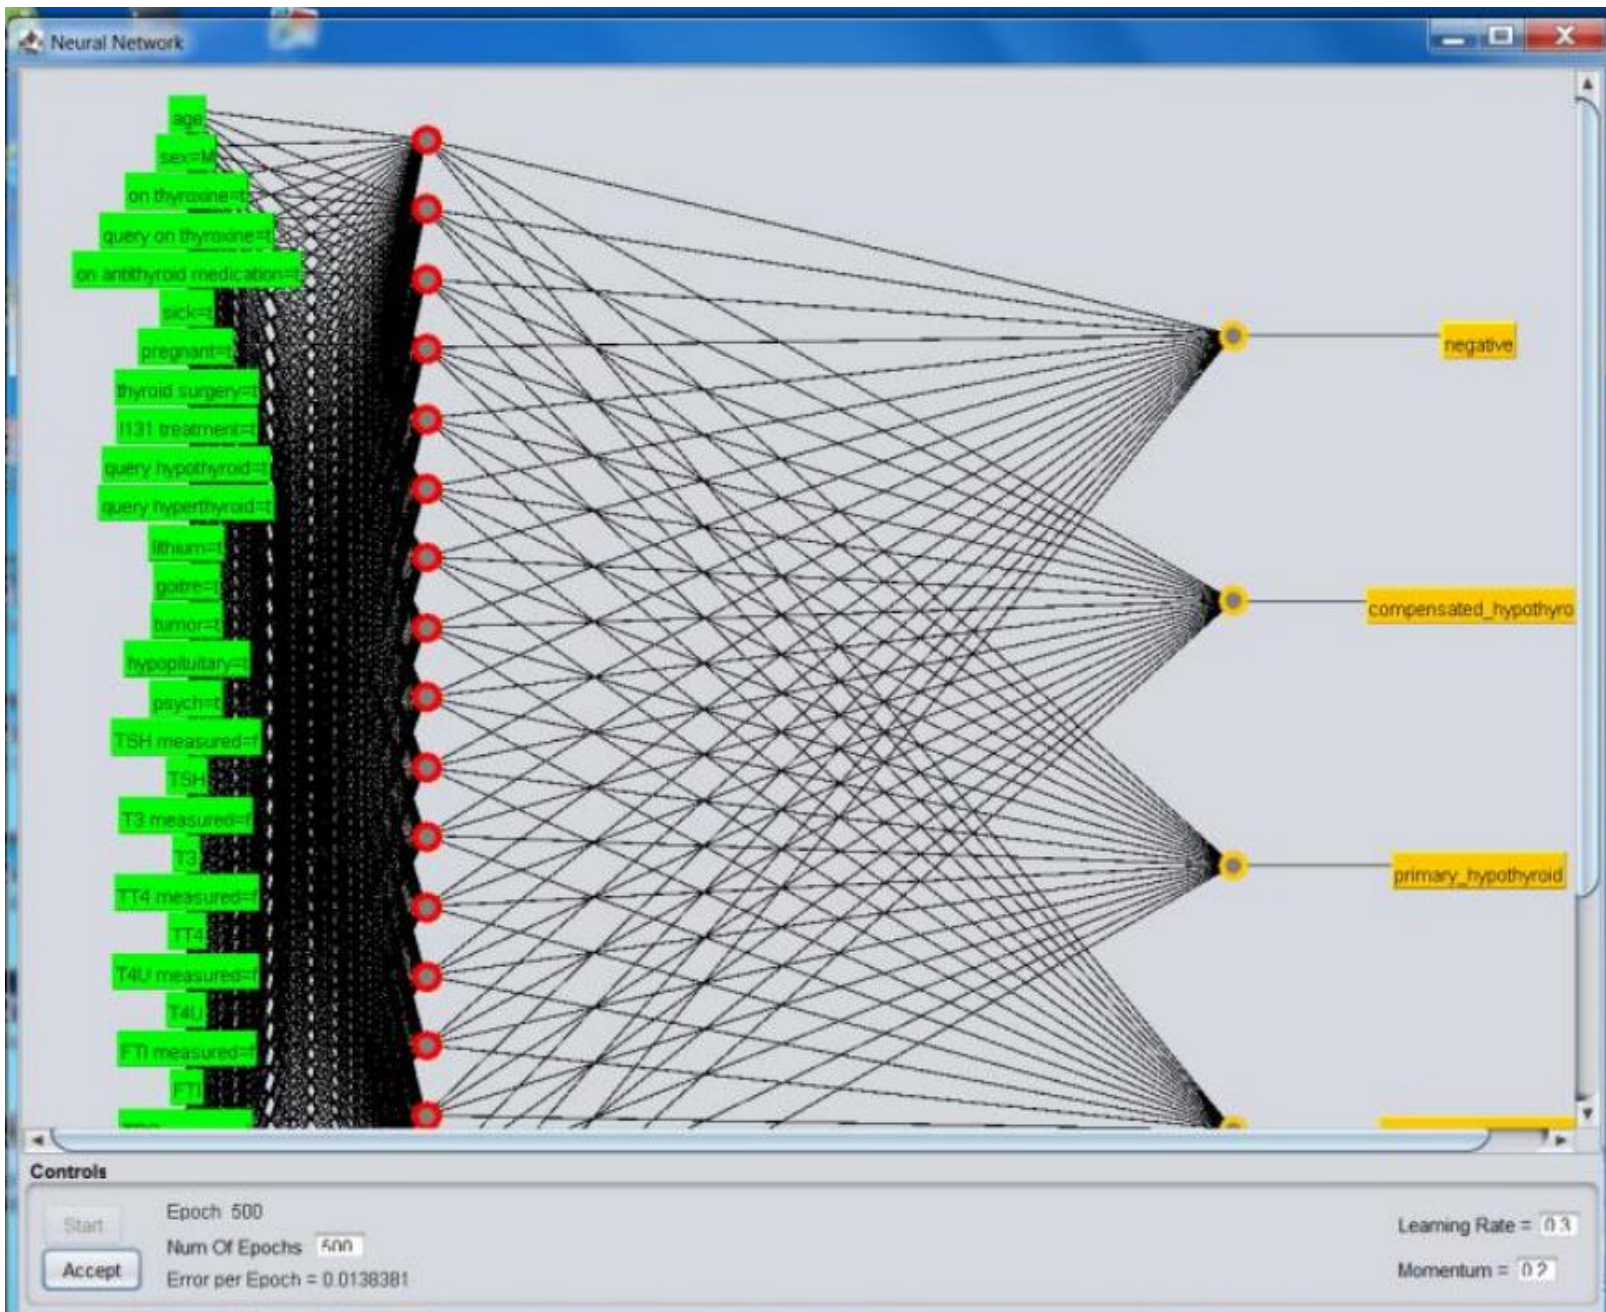 Neural Network
age
sex=M
on thyroxine=t
query on thyroxine=t
on antithyroid medication=t
sick=t
pregnant=t
thyroid surgery=t
I131 treatment=t
query hypothyroid=t
query hyperthyroid=t
lithium=t
goitre=t
tumor=t
hypopituitary=t
psych=t
TSH measured=f
TSH
T3 measured=f
T3
TT4 measured=f
TT4
T4U measured=f
T4U
FTI measured=f
FTI
negative
compensated_hypothyro
primary_hypothyroid
Controls
Start
Accept
Epoch 500
Num Of Epochs 500
Error per Epoch = 0.0138381
Learning Rate = 0.3
Momentum = 0.2